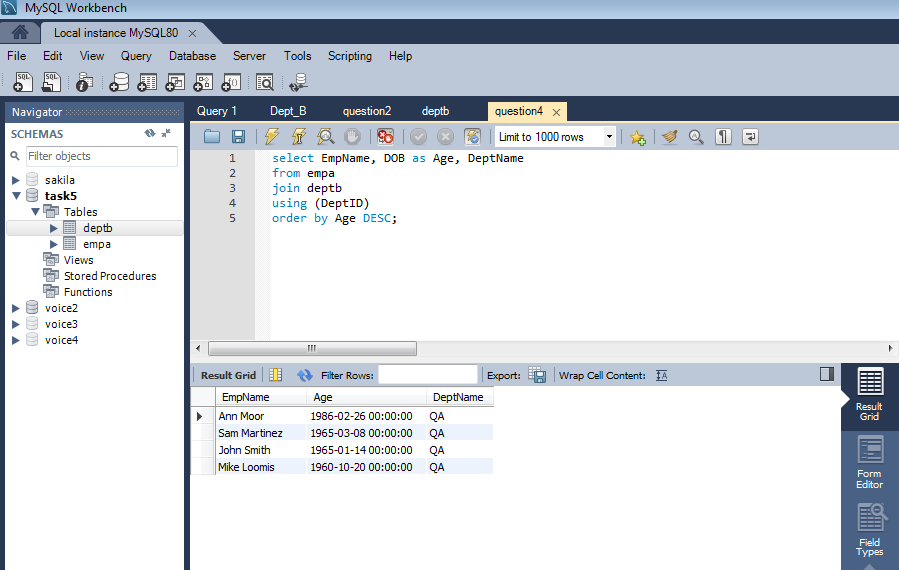 MySQL Workbench
Local instance MySQL80 ×
File Edit View Query Database Server Tools Scripting Help
Navigator
SCHEMAS
Filter objects
sakila
task5
Tables
deptb
empa
Views
Stored Procedures
Functions
voice2
voice3
voice4
Query 1 Dept_B question2 deptb question4 ×
Limit to 1000 rows
1 select EmpName, DOB as Age, DeptName
2 from empa
3 join deptb
4 using (DeptID)
5 order by Age DESC;
Result Grid Filter Rows: Export: Wrap Cell Content: IA
EmpName Age DeptName
Ann Moor 1986-02-26 00:00:00 QA
Sam Martinez 1965-03-08 00:00:00 QA
John Smith 1965-01-14 00:00:00 QA
Mike Loomis 1960-10-20 00:00:00 QA
Result
Grid
Form
Editor
Field
Types